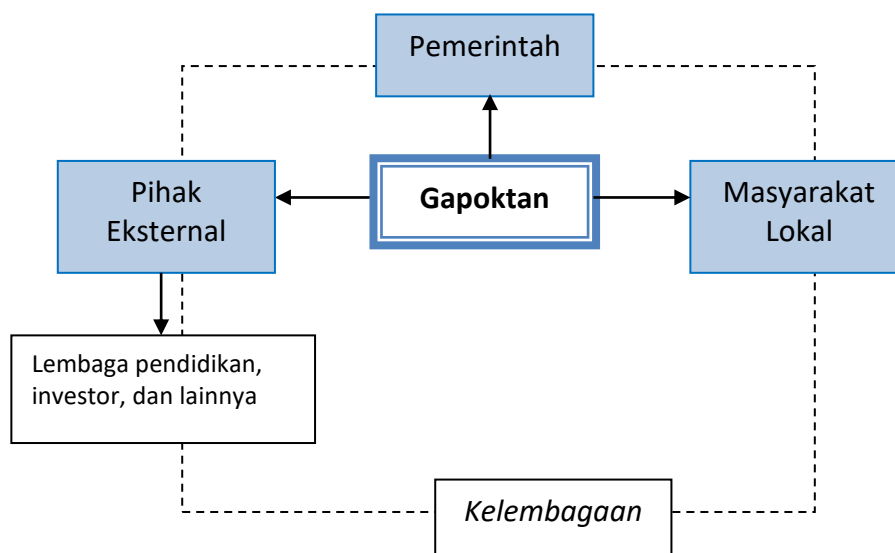 Pemerintah
Pihak
Eksternal
Gapoktan
Masyarakat
Lokal
Lembaga pendidikan,
investor, dan lainnya
Kelembagaan